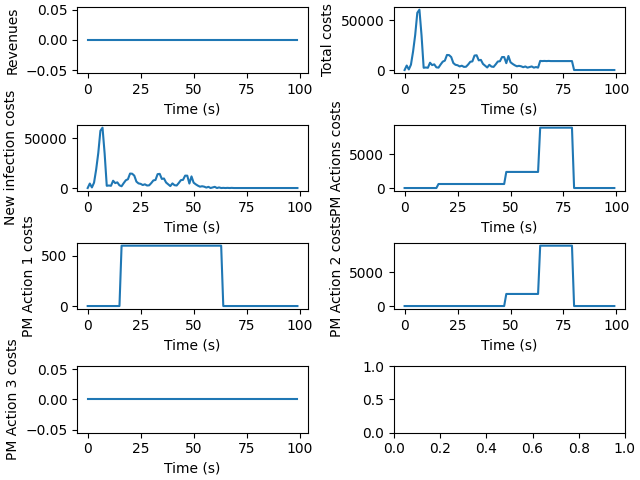 Revenues
0.05
0.00
−0.05
0 25 50 75 100
Time (s)
Total costs
50000
0
0 25 50 75 100
Time (s)
New infection costs
50000
0
0 25 50 75 100
Time (s)
PM Actions costs
5000
0
0 25 50 75 100
Time (s)
PM Action 1 costs
500
0
0 25 50 75 100
Time (s)
PM Action 2 costs
5000
0
0 25 50 75 100
Time (s)
PM Action 3 costs
0.05
0.00
−0.05
0 25 50 75 100
Time (s)
1.0
0.5
0.0
0.0 0.2 0.4 0.6 0.8 1.0